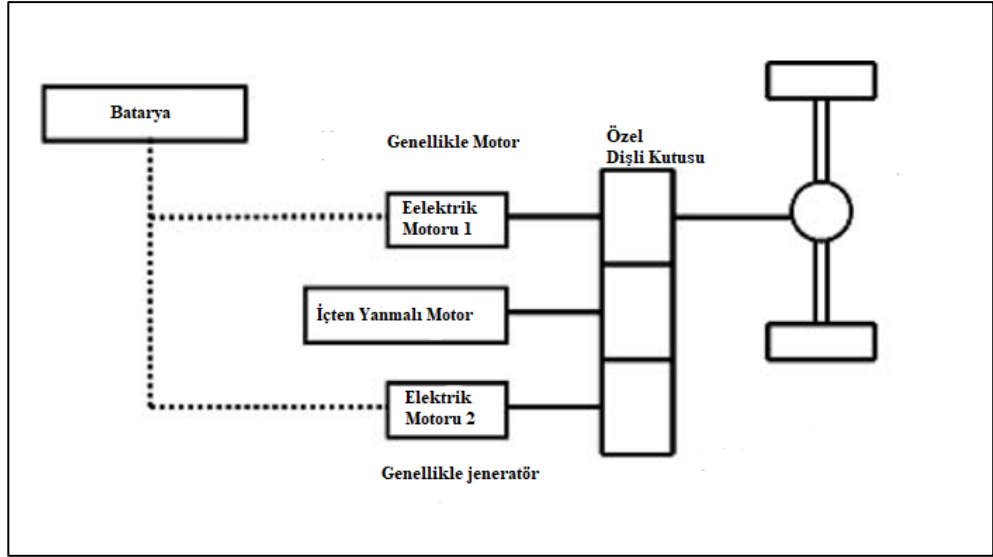 Batarya
Genellikle Motor
Özel
Dişli Kutusu
Eelektrik
Motoru 1
İçten Yanmalı Motor
Elektrik
Motoru 2
Genellikle jeneratör